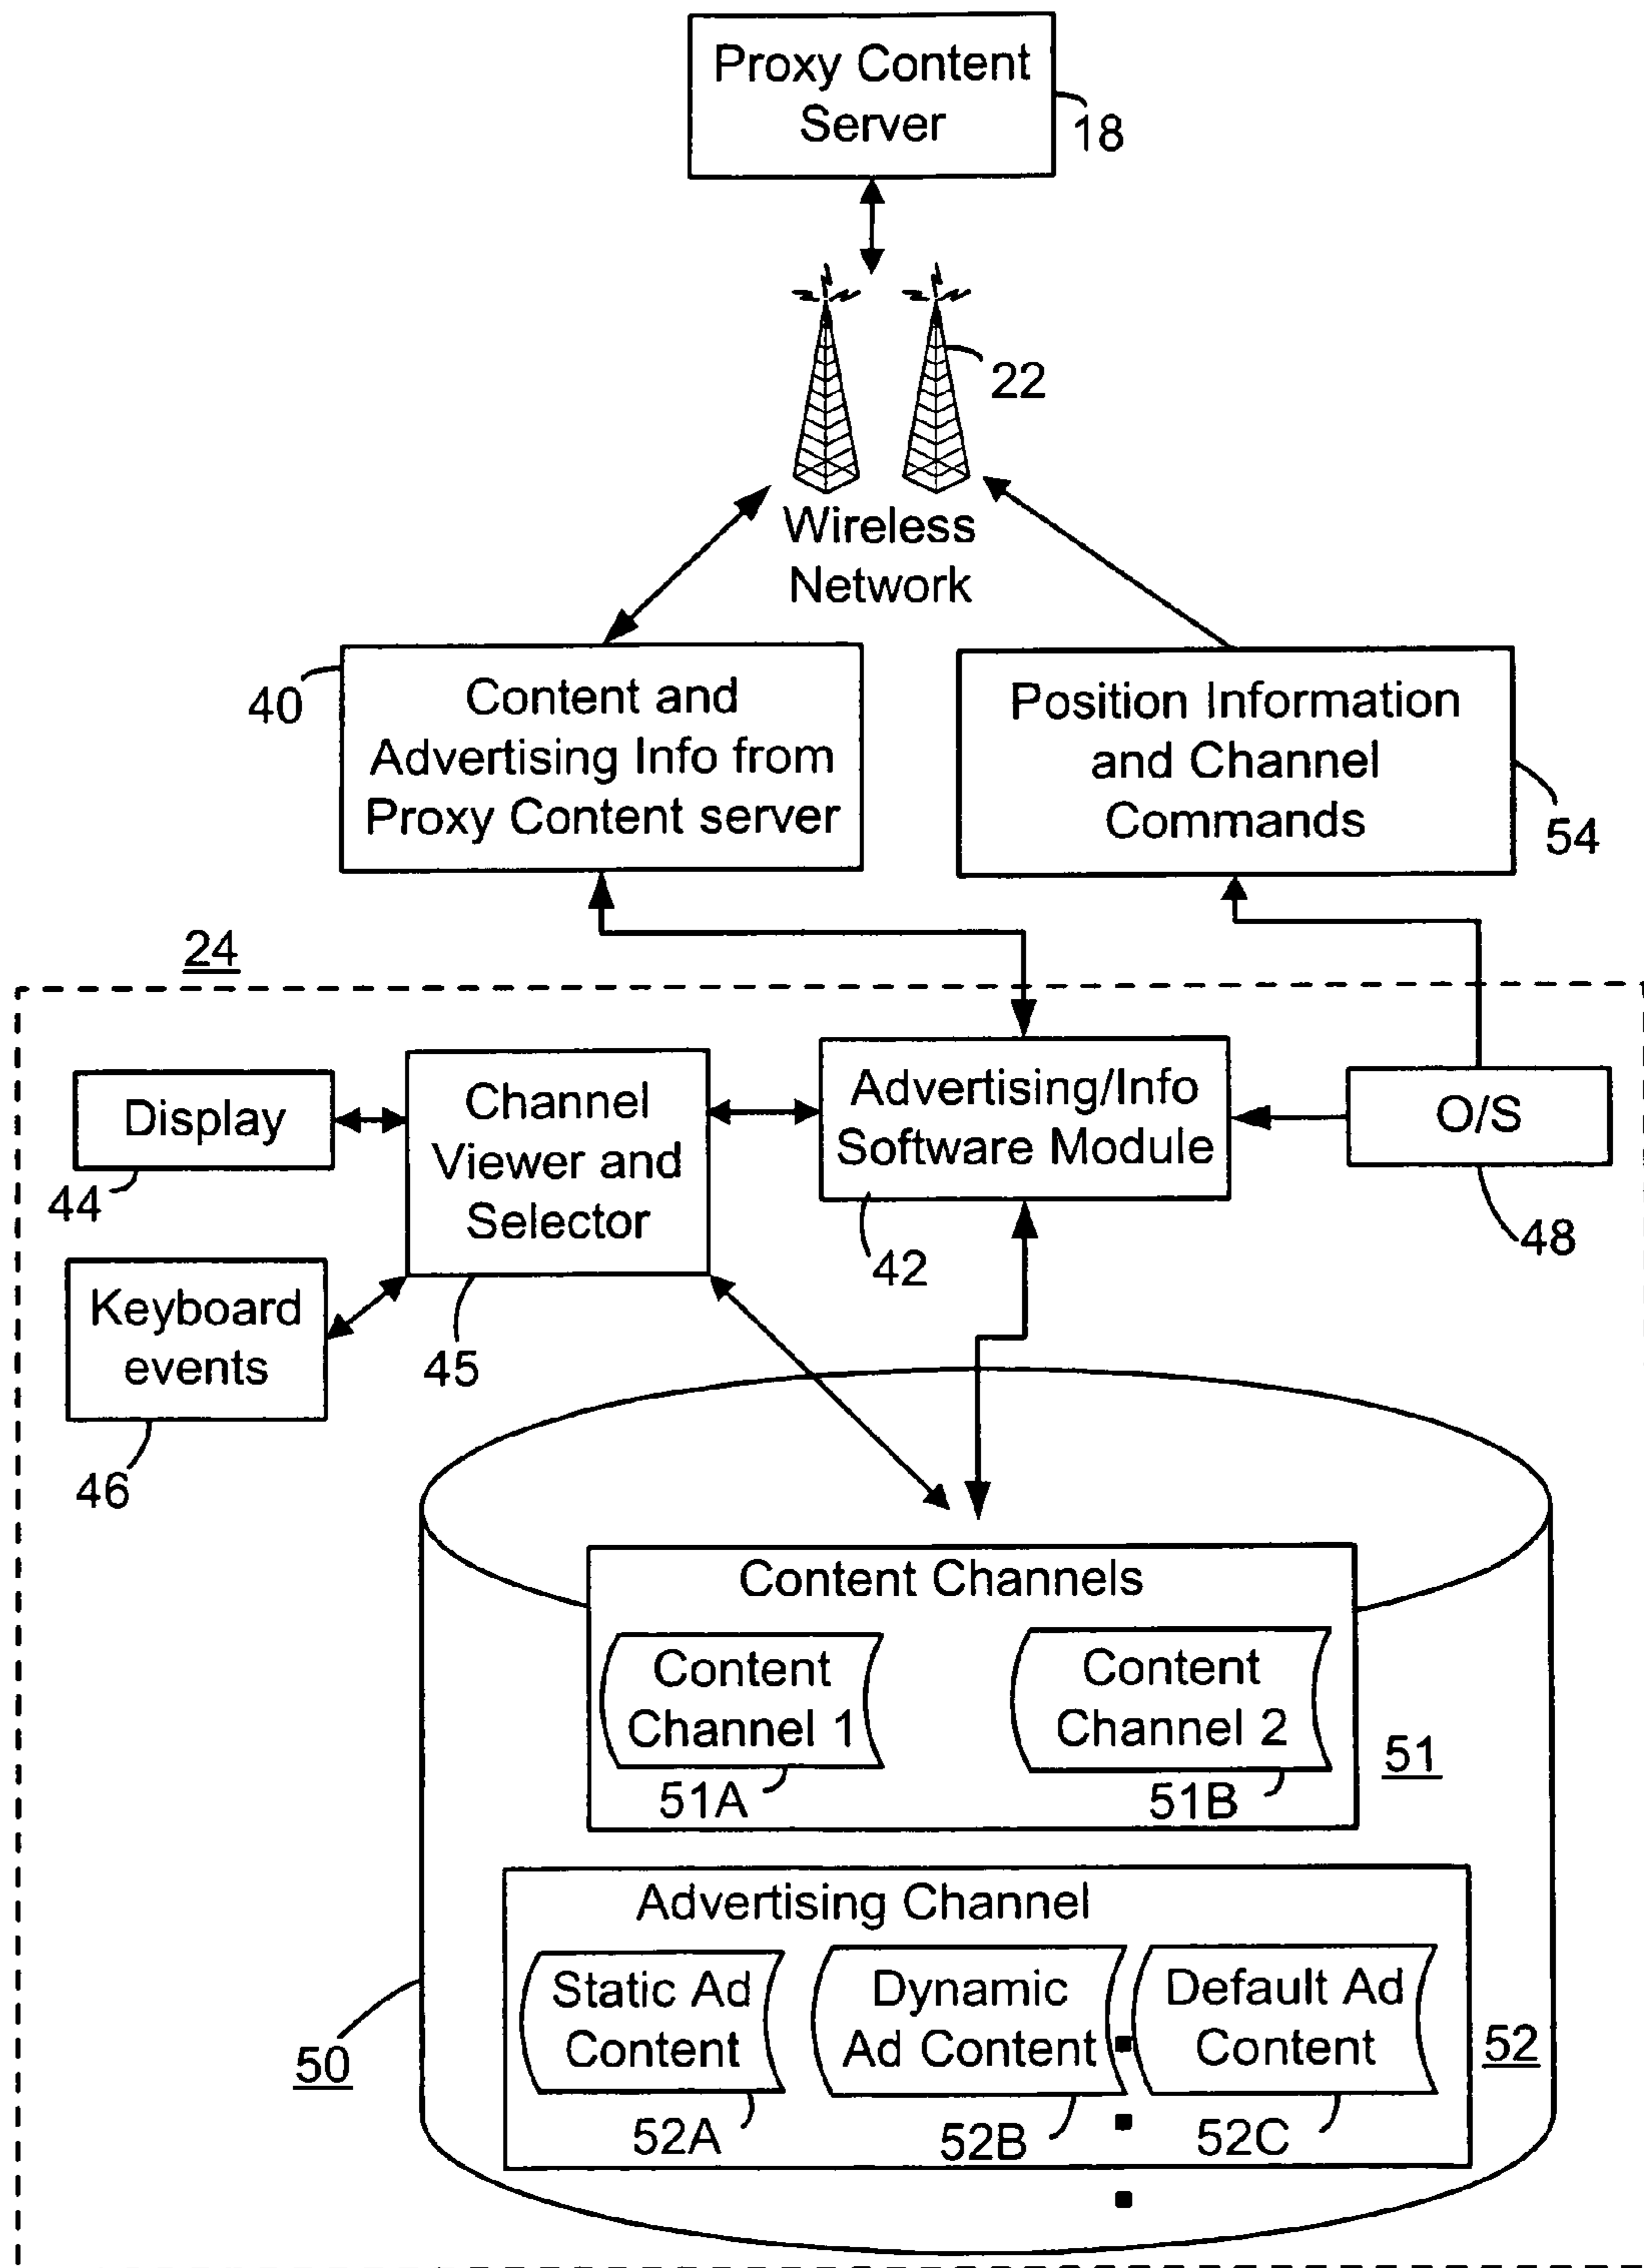 Proxy Content
Server
18
22
Wireless
Network
40
Content and
Advertising Info from
Proxy Content server
Position Information
and Channel
Commands
54
24
Display
44
Channel
Viewer and
Selector
45
Advertising/Info
Software Module
42
O/S
48
Keyboard
events
46
Content Channels
Content
Channel 1
51A
Content
Channel 2
51B
51
Advertising Channel
Static Ad
Content
52A
Dynamic
Ad Content
52B
Default Ad
Content
52C
52
50